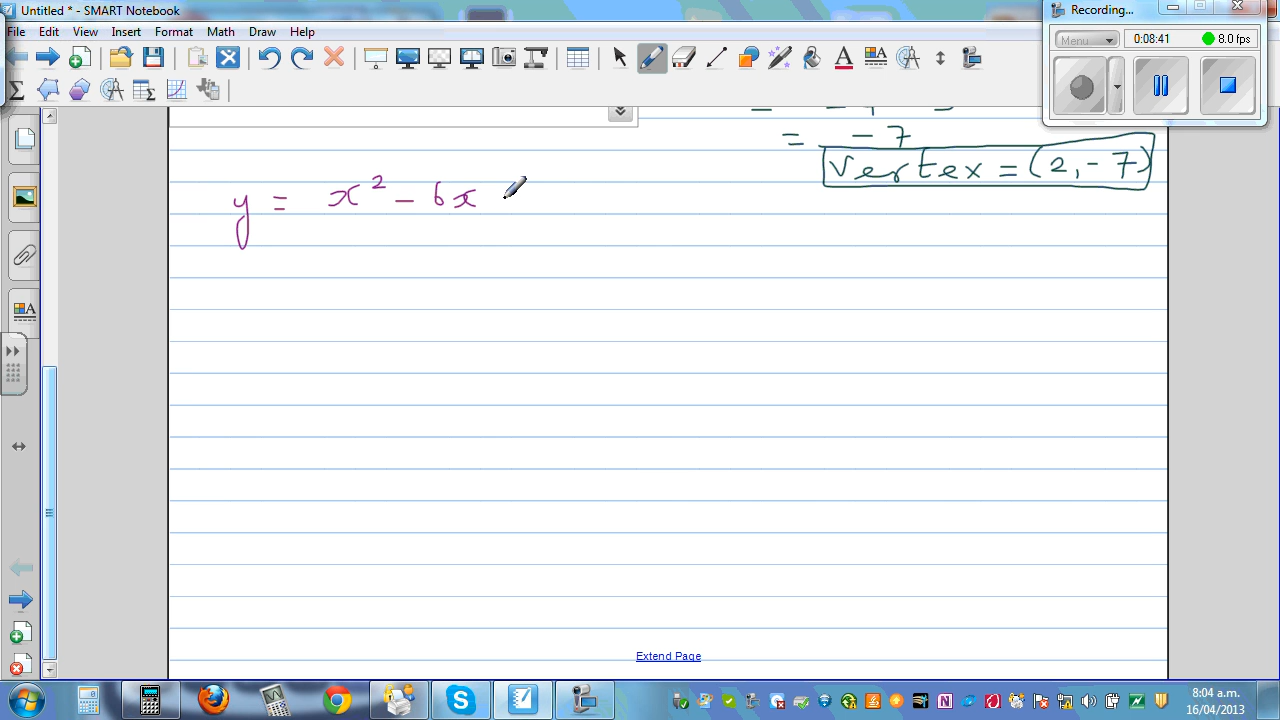 Untitled * - SMART Notebook
File Edit View Insert Format Math Draw Help
Recording...
Menu 0:08:41 8.0 fps
= - 7
Vertex = (2, - 7)
y = x² - 6x
Extend Page
8:04 a.m.
16/04/2013